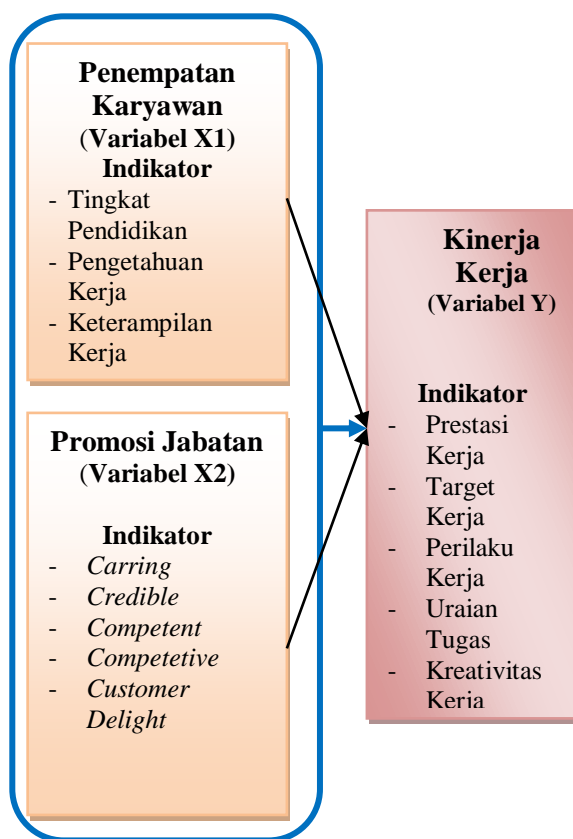 Penempatan
Karyawan
(Variabel X1)
Indikator
- Tingkat
Pendidikan
- Pengetahuan
Kerja
- Keterampilan
Kerja
Promosi Jabatan
(Variabel X2)
Indikator
- Carring
- Credible
- Competent
- Competetive
- Customer
Delight
Kinerja
Kerja
(Variabel Y)
Indikator
- Prestasi
Kerja
- Target
Kerja
- Perilaku
Kerja
- Uraian
Tugas
- Kreativitas
Kerja